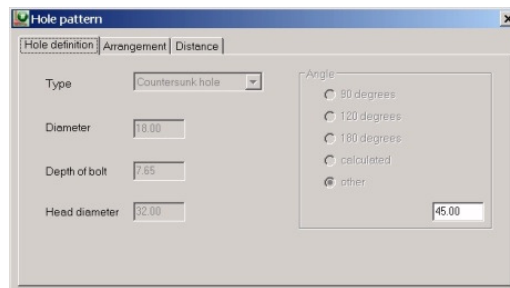 Hole pattern
Hole definition Arrangement Distance
Type Countersunk hole
Diameter 18.00
Depth of bolt 7.65
Head diameter 32.00
Angle
90 degrees
120 degrees
180 degrees
calculated
other
45.00